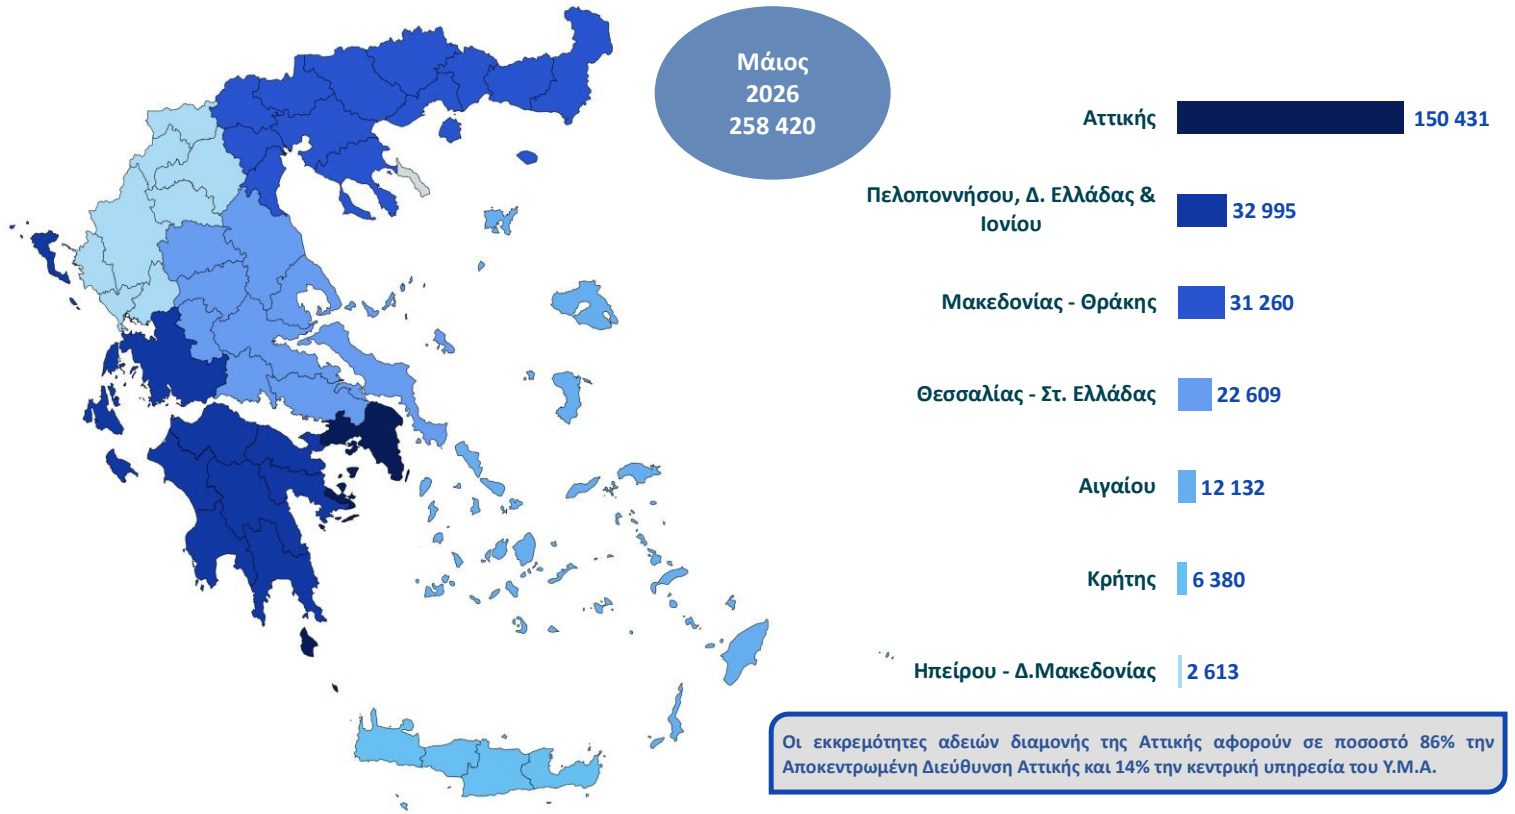 Μάιος
2026
258 420
Αττικής
150 431
Πελοποννήσου, Δ. Ελλάδας &
Ιονίου
32 995
Μακεδονίας - Θράκης
31 260
Θεσσαλίας - Στ. Ελλάδας
22 609
Αιγαίου
12 132
Κρήτης
6 380
Ηπείρου - Δ.Μακεδονίας
2 613
Οι εκκρεμότητες αδειών διαμονής της Αττικής αφορούν σε ποσοστό 86% την
Αποκεντρωμένη Διεύθυνση Αττικής και 14% την κεντρική υπηρεσία του Υ.Μ.Α.